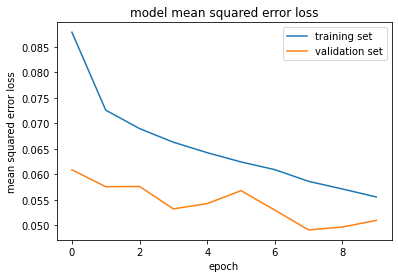 model mean squared error loss
training set
validation set
mean squared error loss
0.085
0.080
0.075
0.070
0.065
0.060
0.055
0.050
0 2 4 6 8
epoch